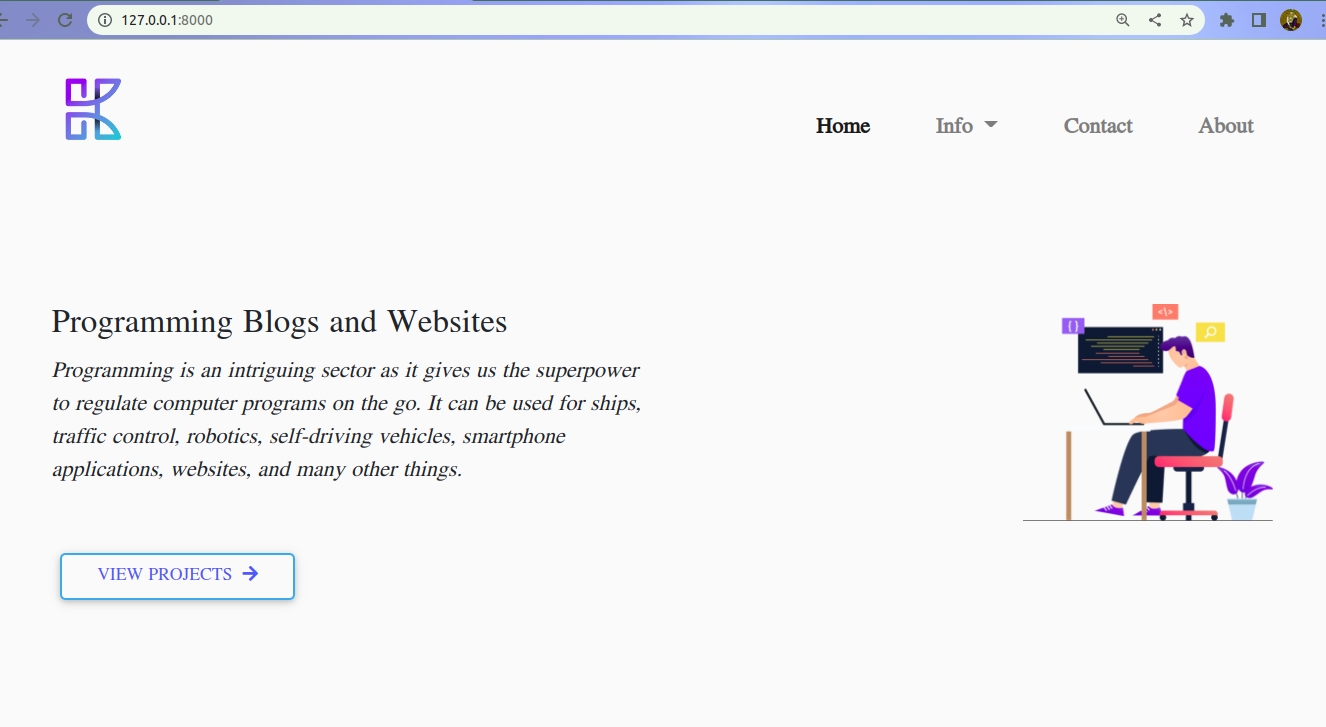 127.0.0.1:8000
Home Info Contact About
Programming Blogs and Websites
Programming is an intriguing sector as it gives us the superpower
to regulate computer programs on the go. It can be used for ships,
traffic control, robotics, self-driving vehicles, smartphone
applications, websites, and many other things.
VIEW PROJECTS